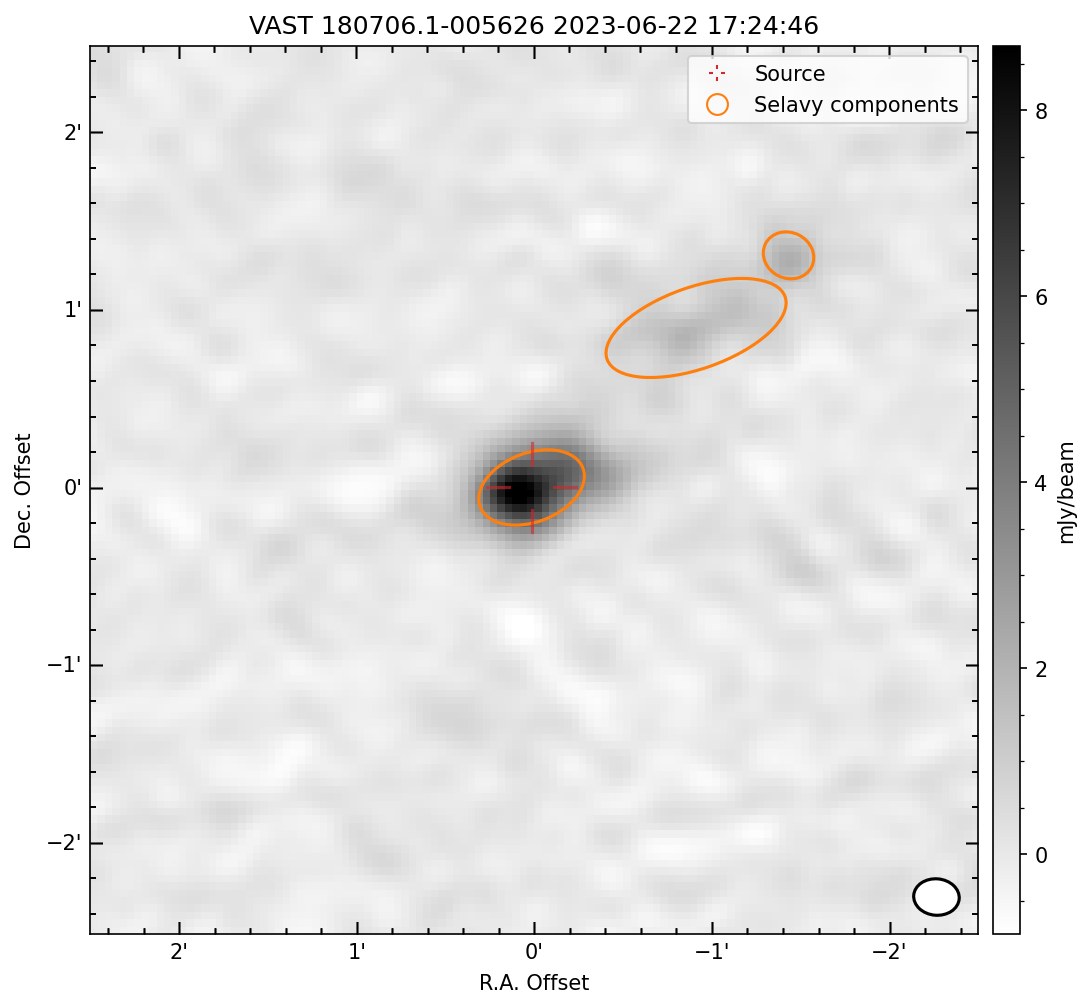 VAST 180706.1-005626 2023-06-22 17:24:46
Source
Selavy components
2'
1'
0'
−1'
−2'
Dec. Offset
2'
1'
0'
−1'
−2'
R.A. Offset
8
6
4
2
0
mJy/beam